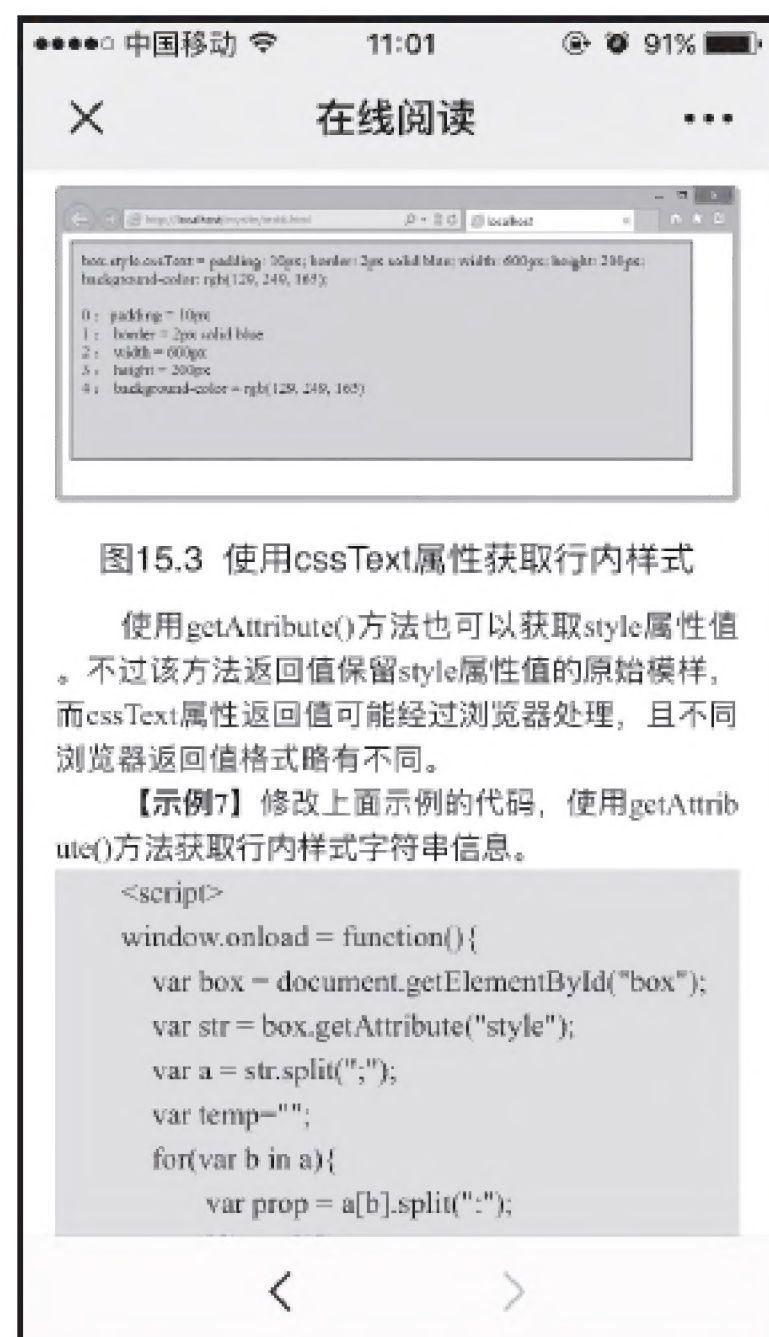 中国移动 11:01 91%
在线阅读
http://localhost/mysite/ localhost
box.style.cssText = padding: 10px; border: 2px solid blue; width: 600px; height: 200px;
background-color: rgb(129, 249, 165);
0： padding = 10px
1： border = 2px solid blue
2： width = 600px
3： height = 200px
4： background-color = rgb(129, 249, 165)
图15.3 使用cssText属性获取行内样式
使用getAttribute()方法也可以获取style属性值
。不过该方法返回值保留style属性值的原始模样，
而cssText属性返回值可能经过浏览器处理，且不同
浏览器返回值格式略有不同。
【示例7】修改上面示例的代码，使用getAttrib
ute()方法获取行内样式字符串信息。
<script>
window.onload = function(){
var box = document.getElementById("box");
var str = box.getAttribute("style");
var a = str.split(";");
var temp="";
for(var b in a){
var prop = a[b].split(":");